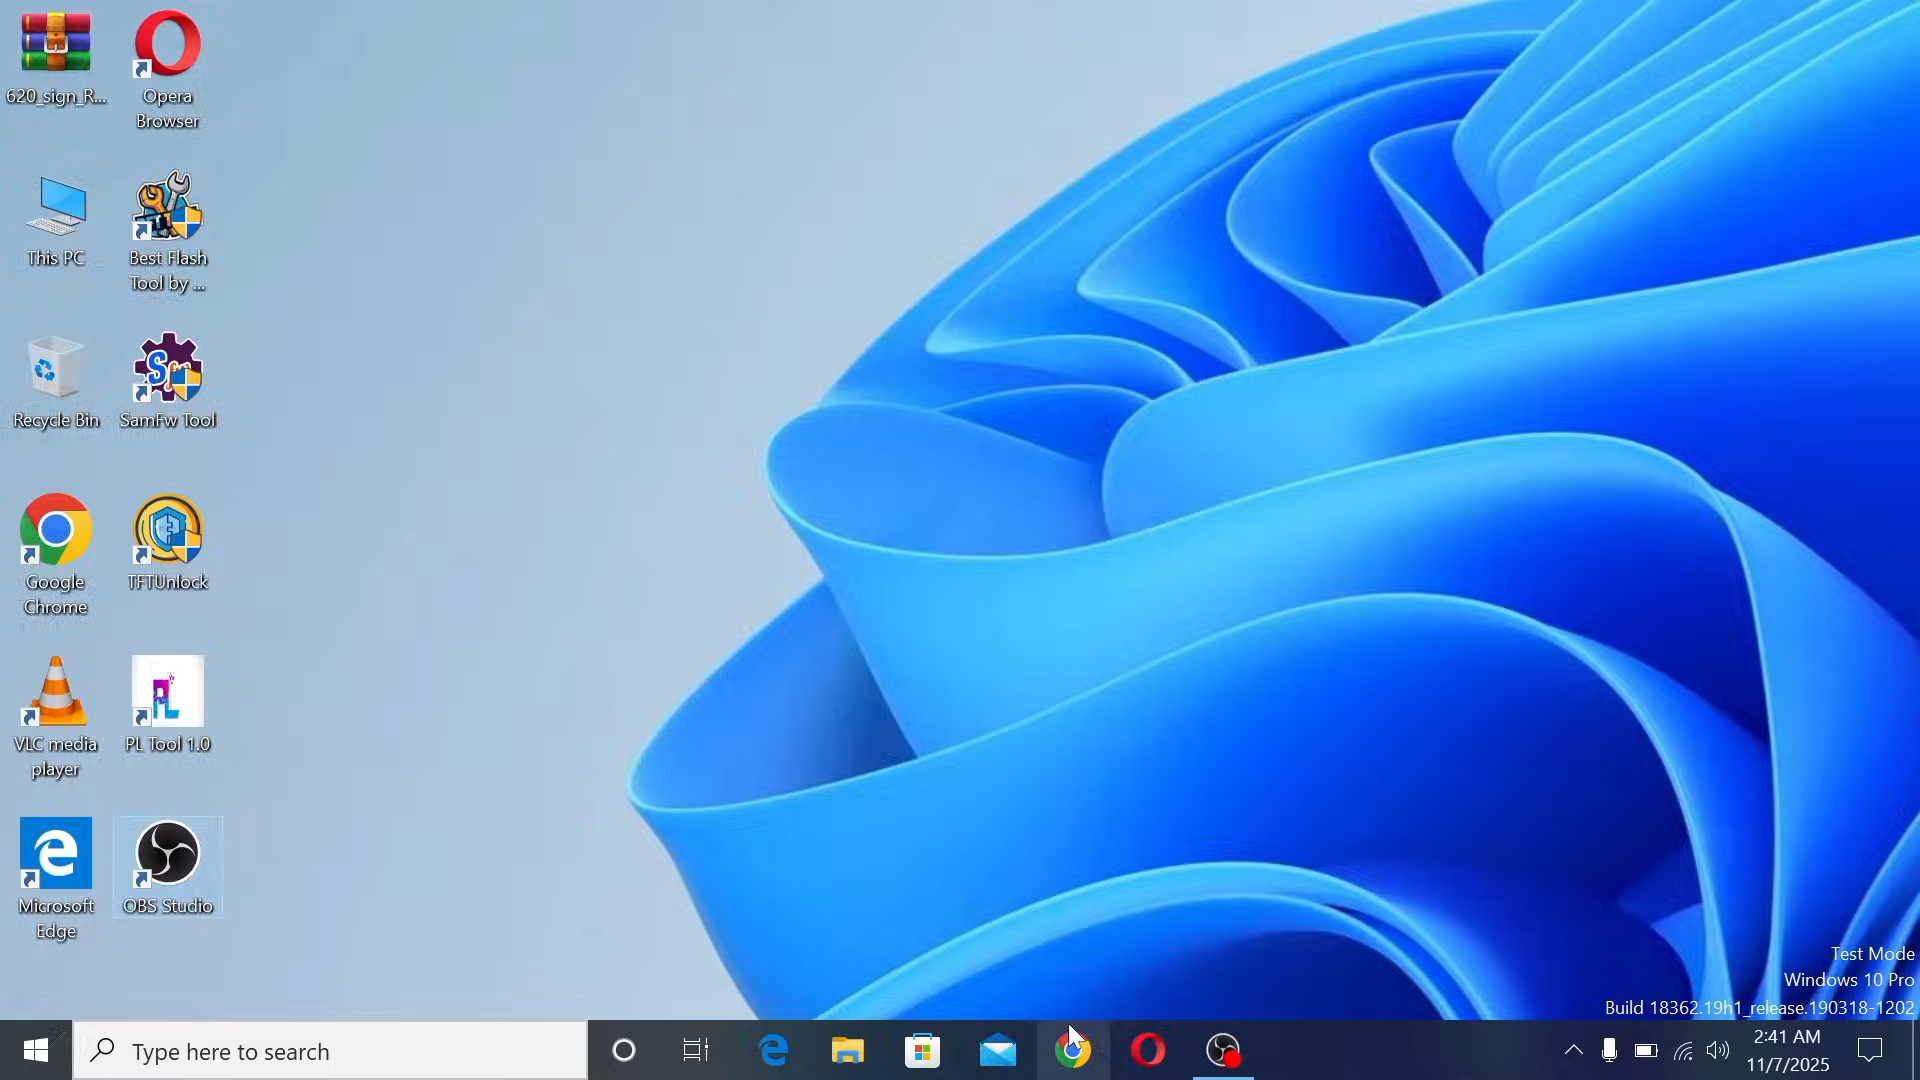 620_sign_R...
Opera
Browser
This PC
Best Flash
Tool by ...
Recycle Bin
SamFw Tool
Google
Chrome
TFTUnlock
VLC media
player
PL Tool 1.0
Microsoft
Edge
OBS Studio
Test Mode
Windows 10 Pro
Build 18362.19h1_release.190318-1202
Type here to search
2:41 AM
11/7/2025